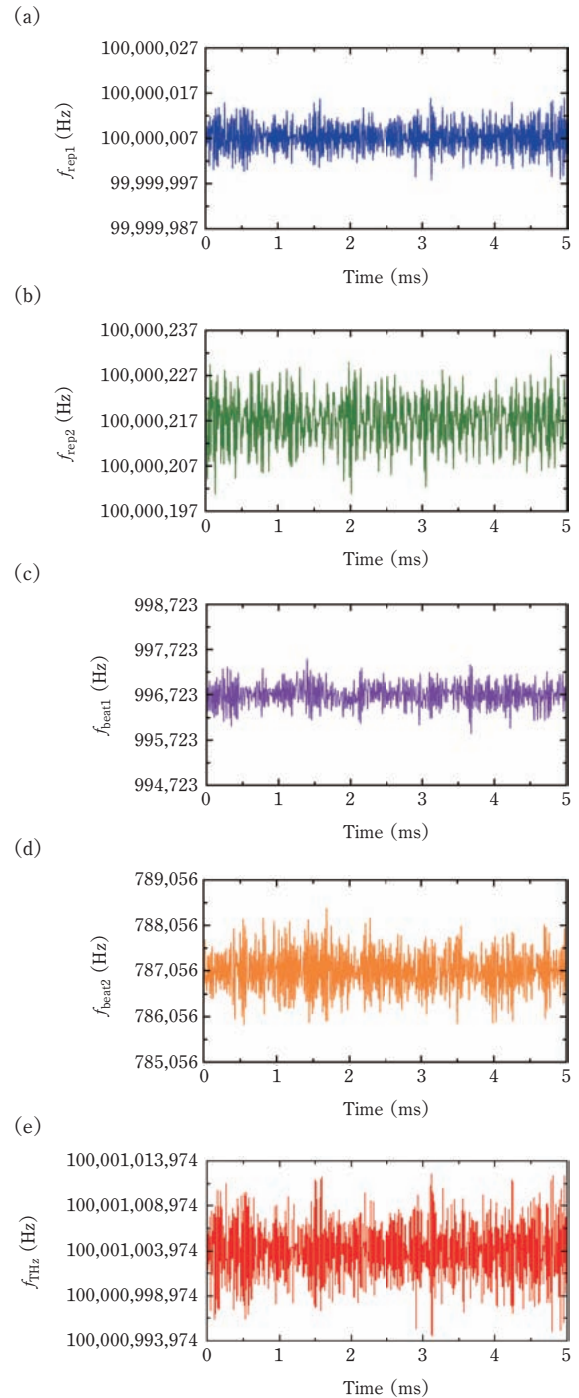 (a)
100,000,027
100,000,017
100,000,007
99,999,997
99,999,987
f_rep1 (Hz)
0 1 2 3 4 5
Time (ms)
(b)
100,000,237
100,000,227
100,000,217
100,000,207
100,000,197
f_rep2 (Hz)
0 1 2 3 4 5
Time (ms)
(c)
998,723
997,723
996,723
995,723
994,723
f_beat1 (Hz)
0 1 2 3 4 5
Time (ms)
(d)
789,056
788,056
787,056
786,056
785,056
f_beat2 (Hz)
0 1 2 3 4 5
Time (ms)
(e)
100,001,013,974
100,001,008,974
100,001,003,974
100,000,998,974
100,000,993,974
f_THz (Hz)
0 1 2 3 4 5
Time (ms)